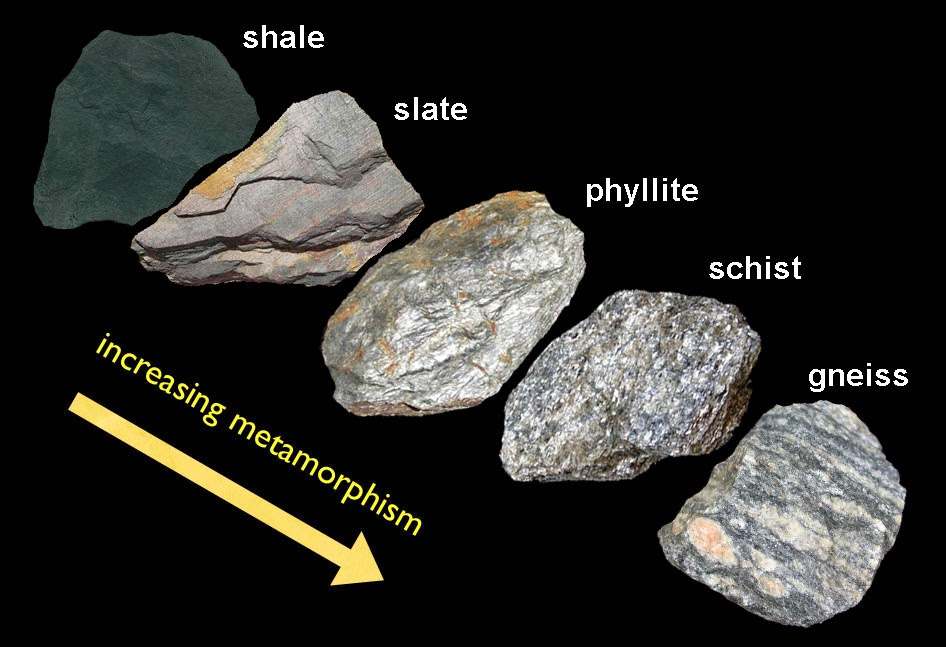 shale
slate
phyllite
schist
gneiss
increasing metamorphism